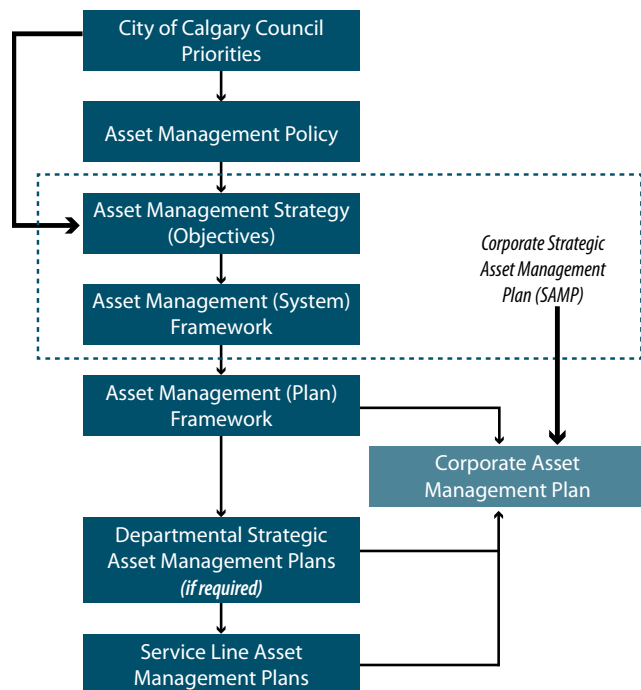 City of Calgary Council
Priorities
Asset Management Policy
Asset Management Strategy
(Objectives)
Corporate Strategic
Asset Management
Plan (SAMP)
Asset Management (System)
Framework
Asset Management (Plan)
Framework
Corporate Asset
Management Plan
Departmental Strategic
Asset Management Plans
(if required)
Service Line Asset
Management Plans